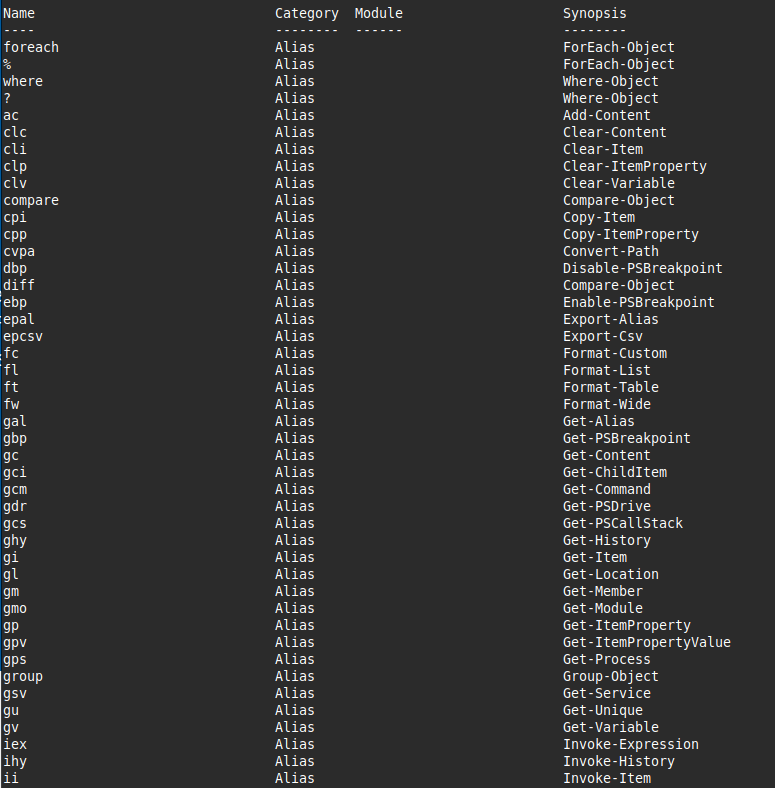 Name Category Module Synopsis
---- -------- ------ --------
foreach Alias ForEach-Object
% Alias ForEach-Object
where Alias Where-Object
? Alias Where-Object
ac Alias Add-Content
clc Alias Clear-Content
cli Alias Clear-Item
clp Alias Clear-ItemProperty
clv Alias Clear-Variable
compare Alias Compare-Object
cpi Alias Copy-Item
cpp Alias Copy-ItemProperty
cvpa Alias Convert-Path
dbp Alias Disable-PSBreakpoint
diff Alias Compare-Object
ebp Alias Enable-PSBreakpoint
epal Alias Export-Alias
epcsv Alias Export-Csv
fc Alias Format-Custom
fl Alias Format-List
ft Alias Format-Table
fw Alias Format-Wide
gal Alias Get-Alias
gbp Alias Get-PSBreakpoint
gc Alias Get-Content
gci Alias Get-ChildItem
gcm Alias Get-Command
gdr Alias Get-PSDrive
gcs Alias Get-PSCallStack
ghy Alias Get-History
gi Alias Get-Item
gl Alias Get-Location
gm Alias Get-Member
gmo Alias Get-Module
gp Alias Get-ItemProperty
gpv Alias Get-ItemPropertyValue
gps Alias Get-Process
group Alias Group-Object
gsv Alias Get-Service
gu Alias Get-Unique
gv Alias Get-Variable
iex Alias Invoke-Expression
ihy Alias Invoke-History
ii Alias Invoke-Item